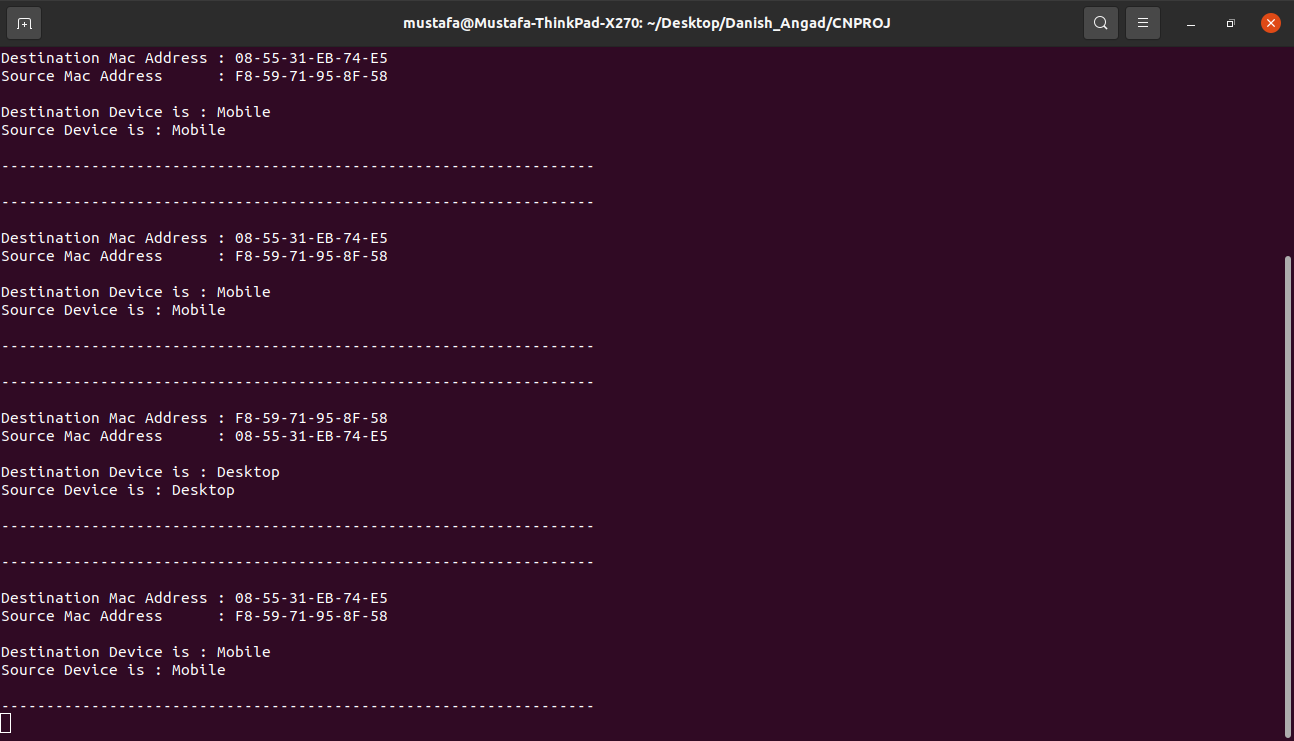 mustafa@Mustafa-ThinkPad-X270: ~/Desktop/Danish_Angad/CNPROJ
Destination Mac Address : 08-55-31-EB-74-E5
Source Mac Address      : F8-59-71-95-8F-58
Destination Device is : Mobile
Source Device is : Mobile
------------------------------------------------------------------
------------------------------------------------------------------
Destination Mac Address : 08-55-31-EB-74-E5
Source Mac Address      : F8-59-71-95-8F-58
Destination Device is : Mobile
Source Device is : Mobile
------------------------------------------------------------------
------------------------------------------------------------------
Destination Mac Address : F8-59-71-95-8F-58
Source Mac Address      : 08-55-31-EB-74-E5
Destination Device is : Desktop
Source Device is : Desktop
------------------------------------------------------------------
------------------------------------------------------------------
Destination Mac Address : 08-55-31-EB-74-E5
Source Mac Address      : F8-59-71-95-8F-58
Destination Device is : Mobile
Source Device is : Mobile
------------------------------------------------------------------